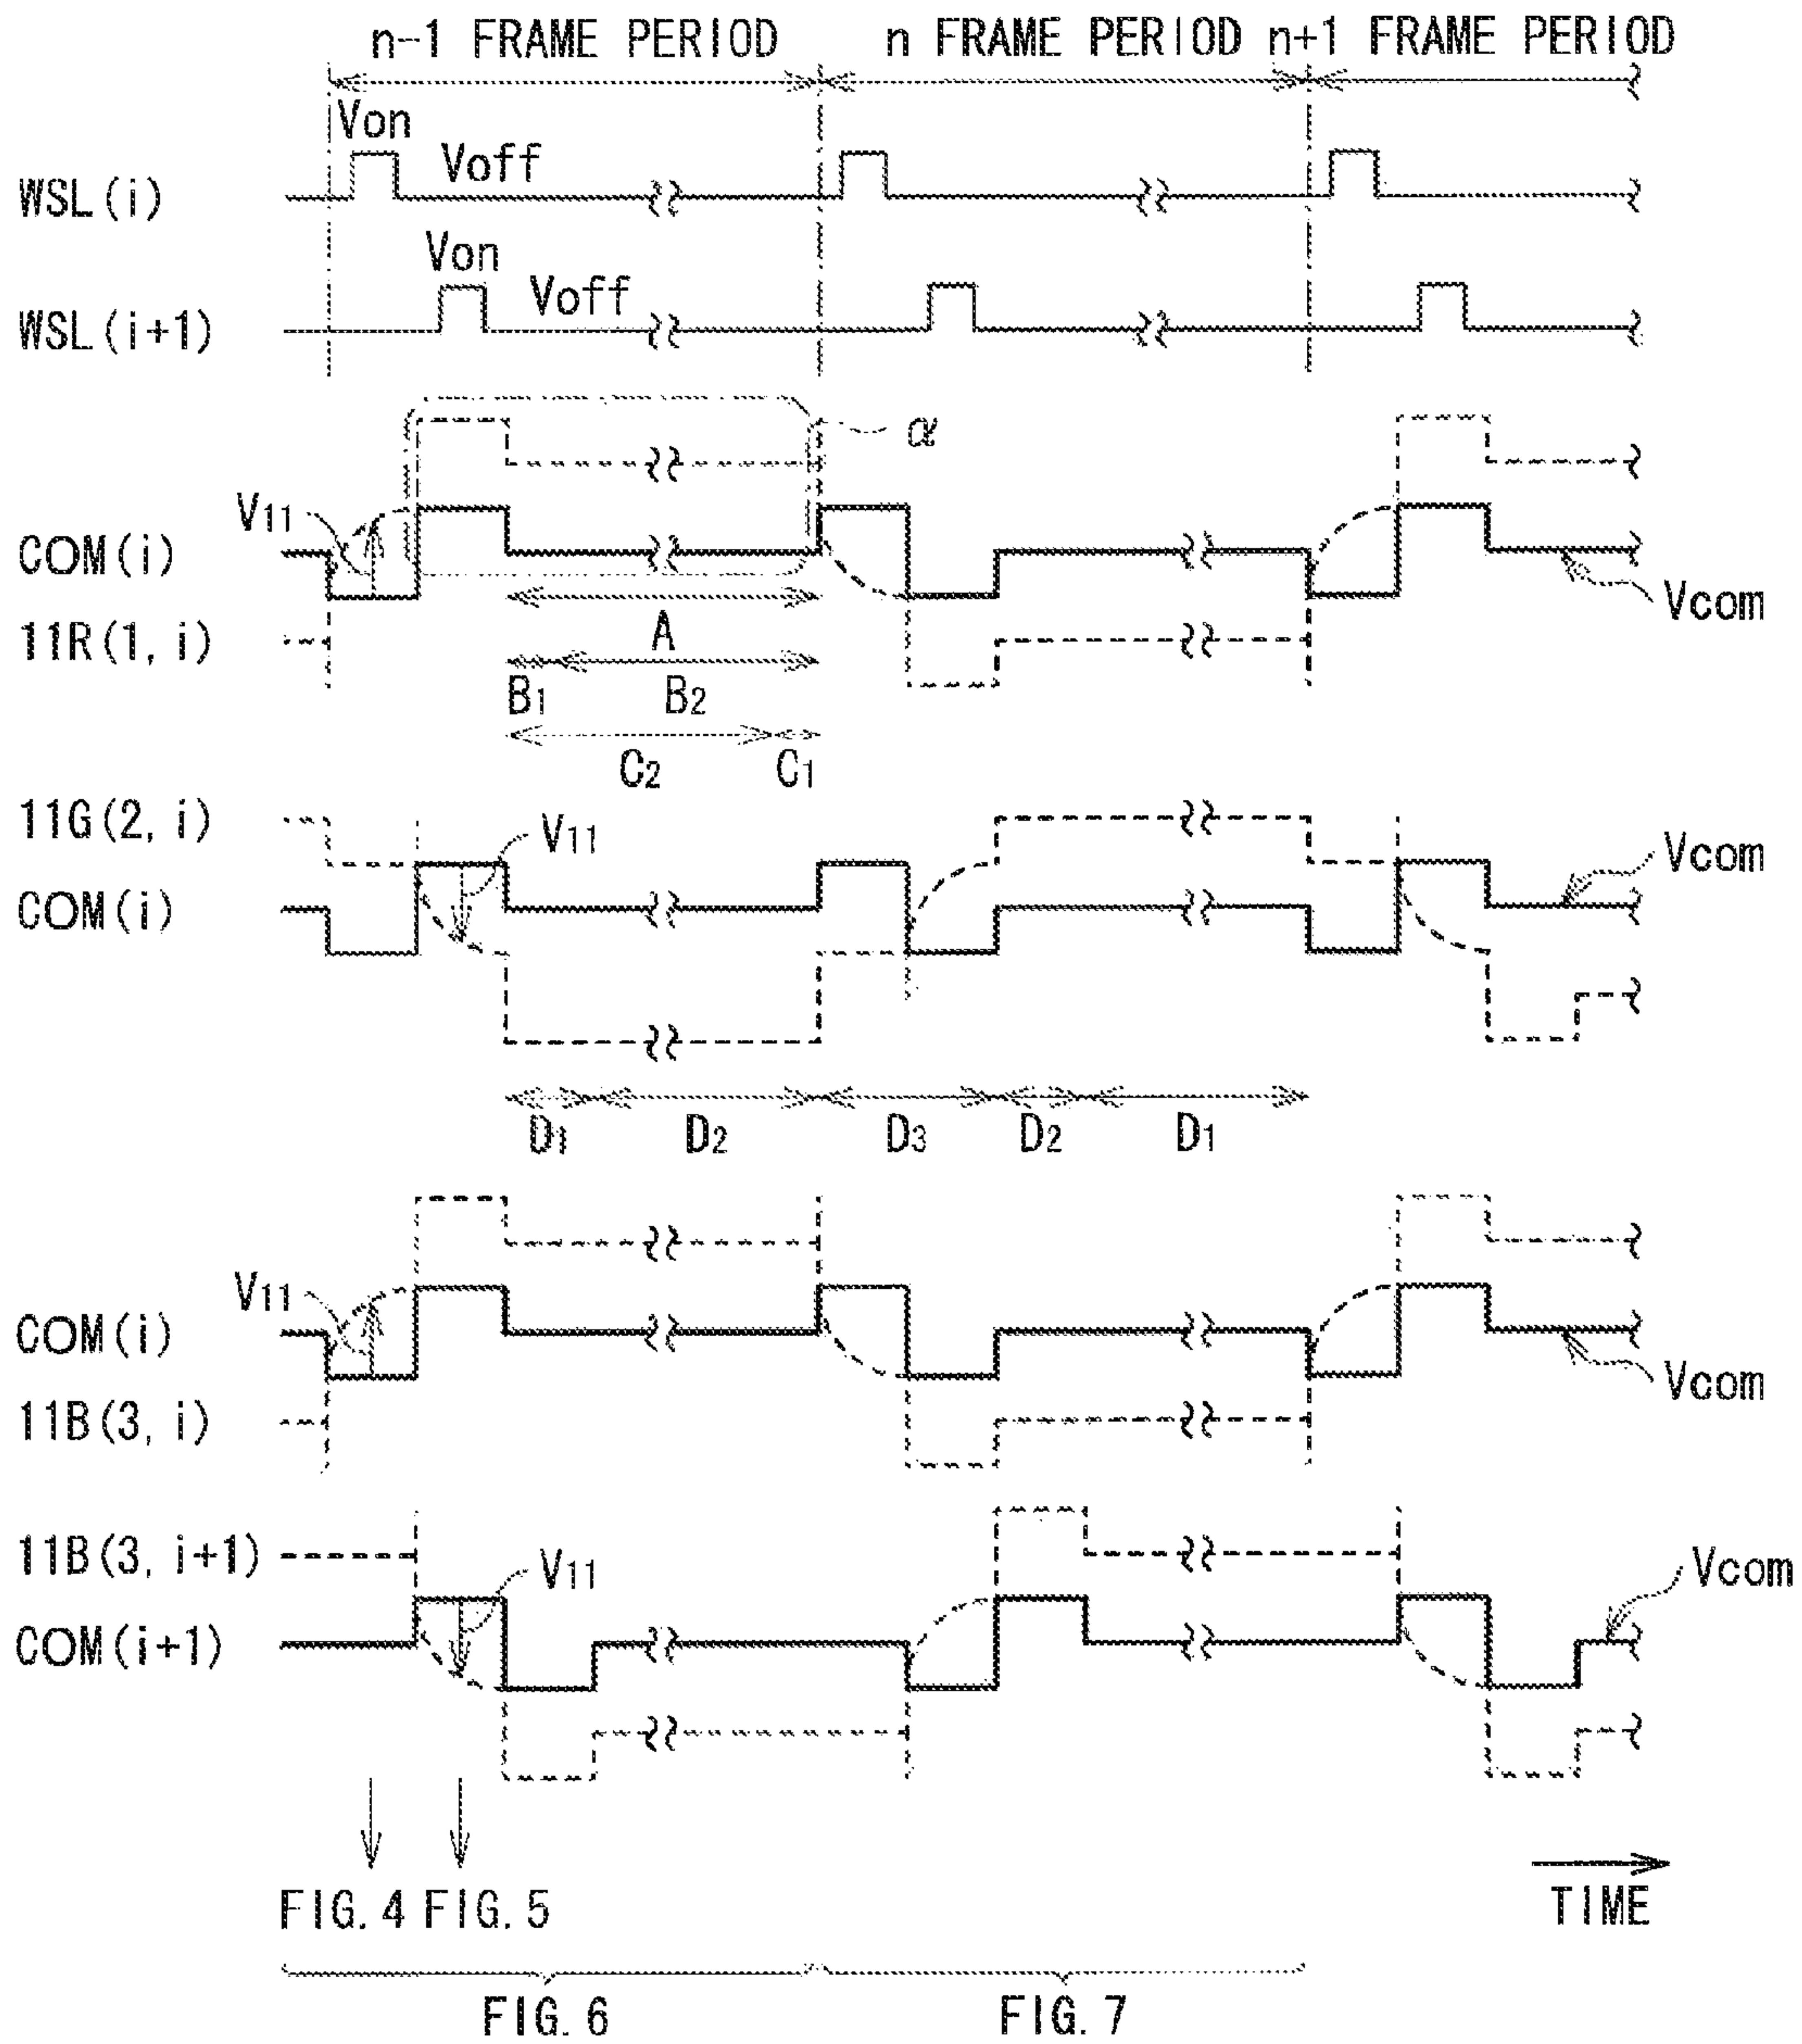 n-1 FRAME PERIOD n FRAME PERIOD n+1 FRAME PERIOD
Von
Voff
WSL(i)
Von
Voff
WSL(i+1)
α
V11
COM(i)
Vcom
11R(1, i)
A
B1 B2
C2 C1
11G(2, i)
V11
Vcom
COM(i)
D1 D2 D3 D2 D1
V11
COM(i)
Vcom
11B(3, i)
11B(3, i+1)
V11
Vcom
COM(i+1)
FIG. 4 FIG. 5
TIME
FIG. 6 FIG. 7